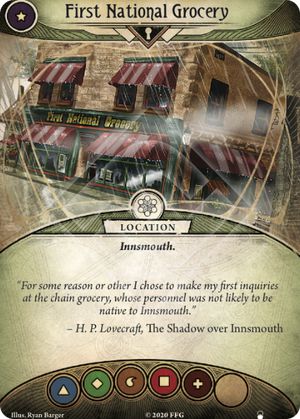 First National Grocery
First National Grocery
LOCATION
Innsmouth.
"For some reason or other I chose to make my first inquiries
at the chain grocery, whose personnel was not likely to be
native to Innsmouth."
– H. P. Lovecraft, The Shadow over Innsmouth
Illus. Ryan Barger
© 2020 FFG